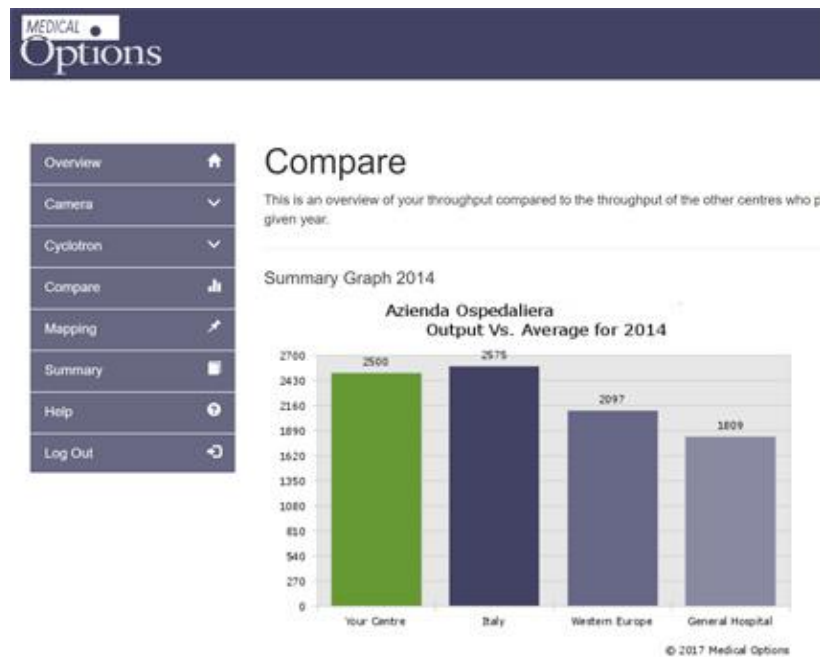 MEDICAL
Options
Overview
Camera
Cyclotron
Compare
Mapping
Summary
Help
Log Out
Compare
This is an overview of your throughput compared to the throughput of the other centres who p
given year.
Summary Graph 2014
Azienda Ospedaliera
Output Vs. Average for 2014
2700
2430
2160
1890
1620
1350
1080
810
540
270
0
2500
2575
2097
1809
Your Centre
Italy
Western Europe
General Hospital
© 2017 Medical Options